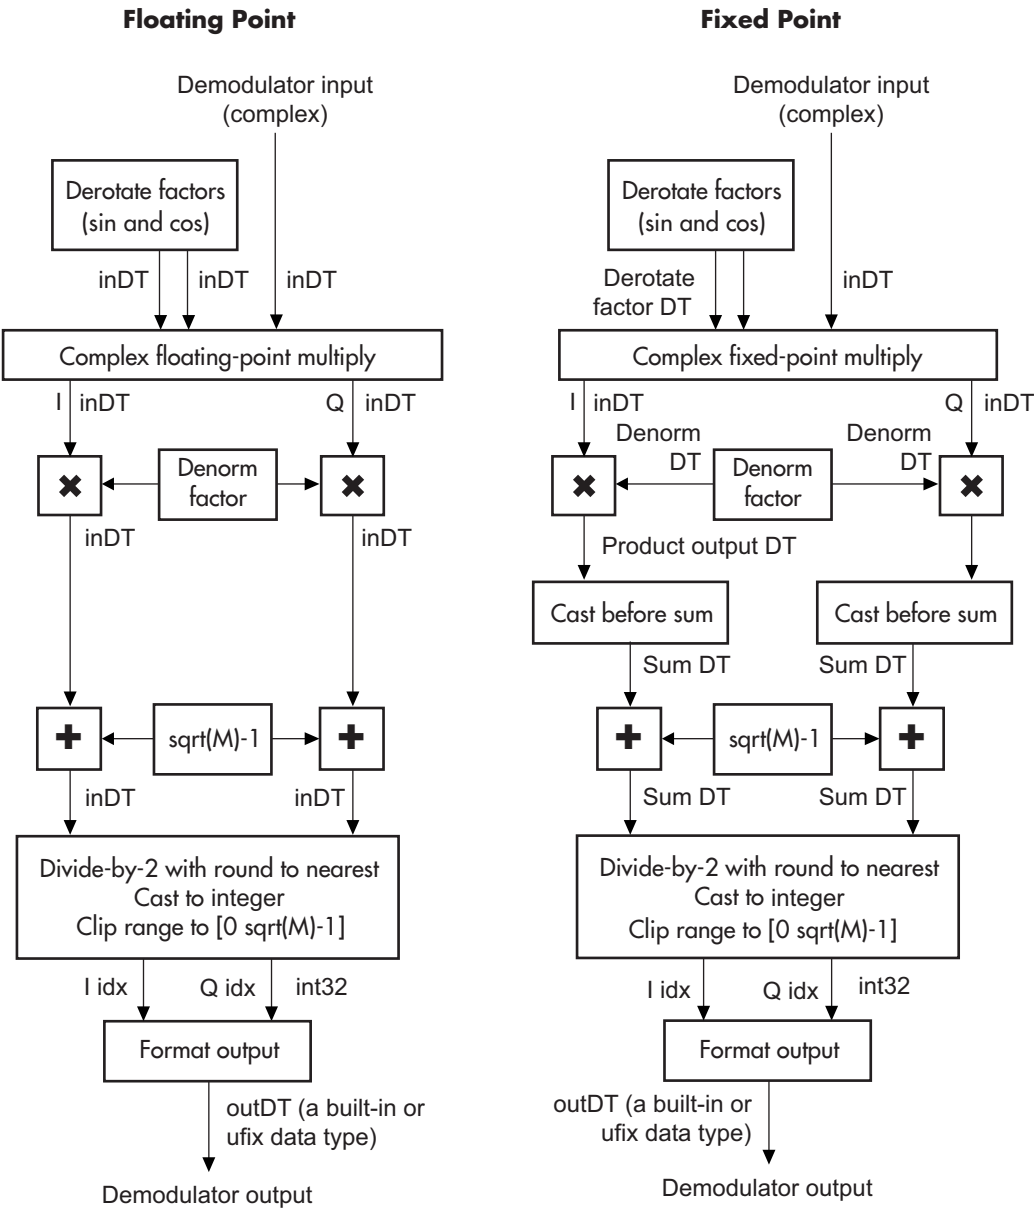 Floating Point
Demodulator input
(complex)
Derotate factors
(sin and cos)
inDT
inDT
inDT
Complex floating-point multiply
I
inDT
Q
inDT
Denorm
factor
inDT
inDT
sqrt(M)-1
inDT
inDT
Divide-by-2 with round to nearest
Cast to integer
Clip range to [0 sqrt(M)-1]
I idx
Q idx
int32
Format output
outDT (a built-in or
ufix data type)
Demodulator output
Fixed Point
Demodulator input
(complex)
Derotate factors
(sin and cos)
Derotate
factor DT
inDT
Complex fixed-point multiply
I
inDT
Q
inDT
Denorm
DT
Denorm
factor
Denorm
DT
Product output DT
Cast before sum
Cast before sum
Sum DT
Sum DT
sqrt(M)-1
Sum DT
Sum DT
Divide-by-2 with round to nearest
Cast to integer
Clip range to [0 sqrt(M)-1]
I idx
Q idx
int32
Format output
outDT (a built-in or
ufix data type)
Demodulator output